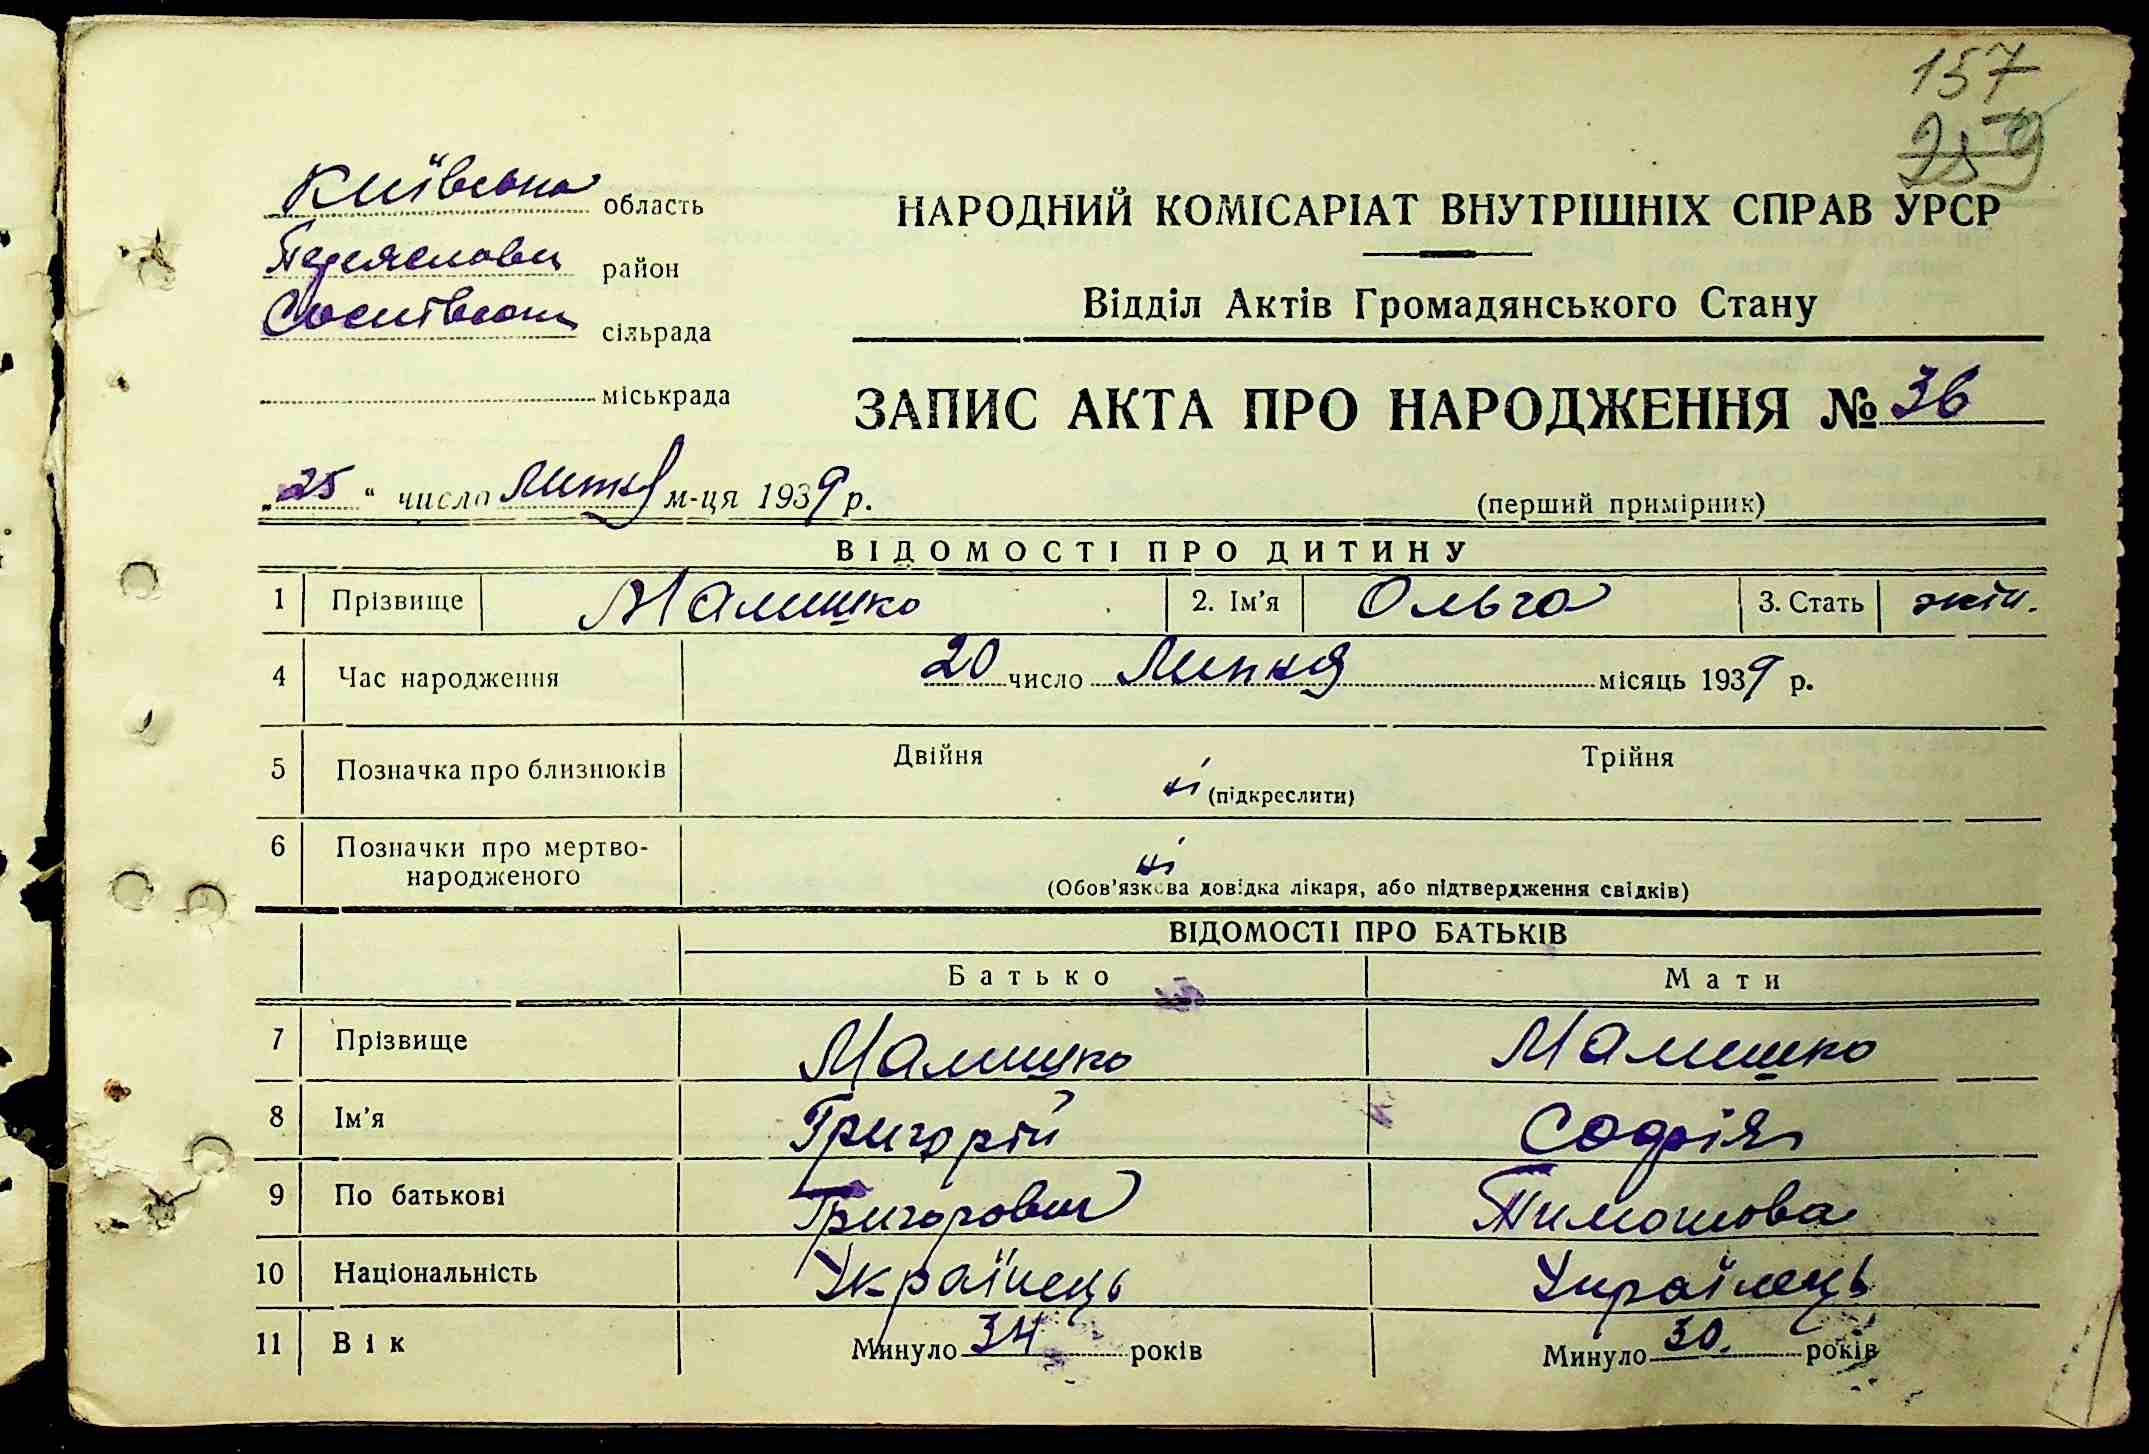 157
259
Київська область
Переяславськ район
Соснівська сільрада
міськрада
НАРОДНИЙ КОМІСАРІАТ ВНУТРІШНІХ СПРАВ УРСР
Відділ Актів Громадянського Стану
ЗАПИС АКТА ПРО НАРОДЖЕННЯ № 36
„25“ число Липня м-ця 1939 р.
(перший примірник)
ВІДОМОСТІ ПРО ДИТИНУ
1 Прізвище Малишко 2. Ім'я Ольга 3. Стать жін.
4 Час народження 20 число Липня місяць 1939 р.
5 Позначка про близнюків Двійня Трійня
ні (підкреслити)
6 Позначки про мертво-
народженого ні
(Обов'язкова довідка лікаря, або підтвердження свідків)
ВІДОМОСТІ ПРО БАТЬКІВ
Батько Мати
7 Прізвище Малишко Малишко
8 Ім'я Григорій Софія
9 По батькові Григорович Тимошова
10 Національність Українець Українець
11 Вік Минуло 34 років Минуло 30. років